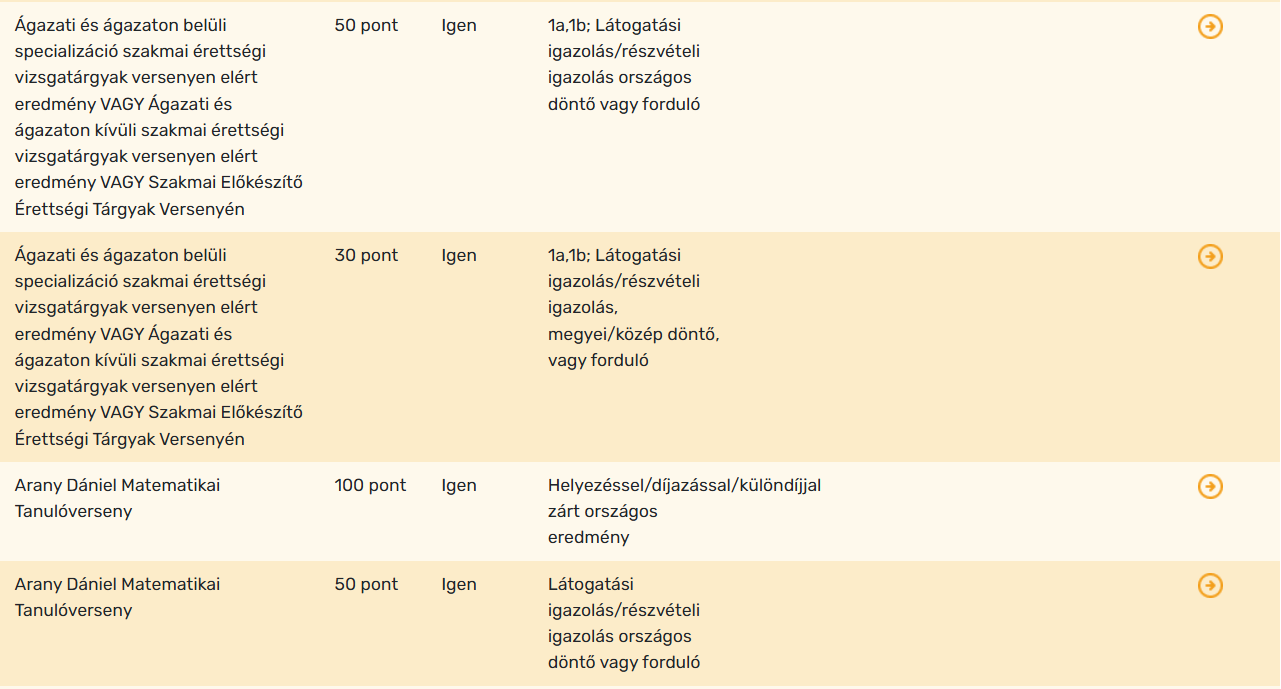 Ágazati és ágazaton belüli
specializáció szakmai érettségi
vizsgatárgyak versenyen elért
eredmény VAGY Ágazati és
ágazaton kívüli szakmai érettségi
vizsgatárgyak versenyen elért
eredmény VAGY Szakmai Előkészítő
Érettségi Tárgyak Versenyén
50 pont
Igen
1a,1b; Látogatási
igazolás/részvételi
igazolás országos
döntő vagy forduló
Ágazati és ágazaton belüli
specializáció szakmai érettségi
vizsgatárgyak versenyen elért
eredmény VAGY Ágazati és
ágazaton kívüli szakmai érettségi
vizsgatárgyak versenyen elért
eredmény VAGY Szakmai Előkészítő
Érettségi Tárgyak Versenyén
30 pont
Igen
1a,1b; Látogatási
igazolás/részvételi
igazolás,
megyei/közép döntő,
vagy forduló
Arany Dániel Matematikai
Tanulóverseny
100 pont
Igen
Helyezéssel/díjazással/különdíjjal
zárt országos
eredmény
Arany Dániel Matematikai
Tanulóverseny
50 pont
Igen
Látogatási
igazolás/részvételi
igazolás országos
döntő vagy forduló